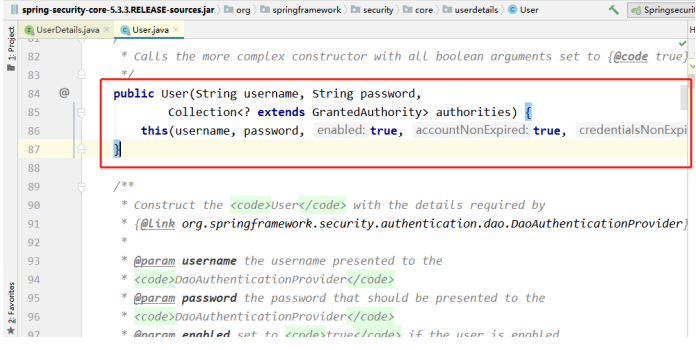 spring-security-core-5.3.3.RELEASE-sources.jar org springframework security core userdetails User
UserDetails.java × User.java ×
1: Project
82 * Calls the more complex constructor with all boolean arguments set to {@code true}
83 */
84 @ public User(String username, String password,
85 Collection<? extends GrantedAuthority> authorities) {
86 this(username, password, enabled: true, accountNonExpired: true, credentialsNonExpi
87 }
88
89 /**
90 * Construct the <code>User</code> with the details required by
91 * {@link org.springframework.security.authentication.dao.DaoAuthenticationProvider}
92 *
93 * @param username the username presented to the
94 * <code>DaoAuthenticationProvider</code>
95 * @param password the password that should be presented to the
96 * <code>DaoAuthenticationProvider</code>
97 * @param enabled set to <code>true</code> if the user is enabled
2: Favorites